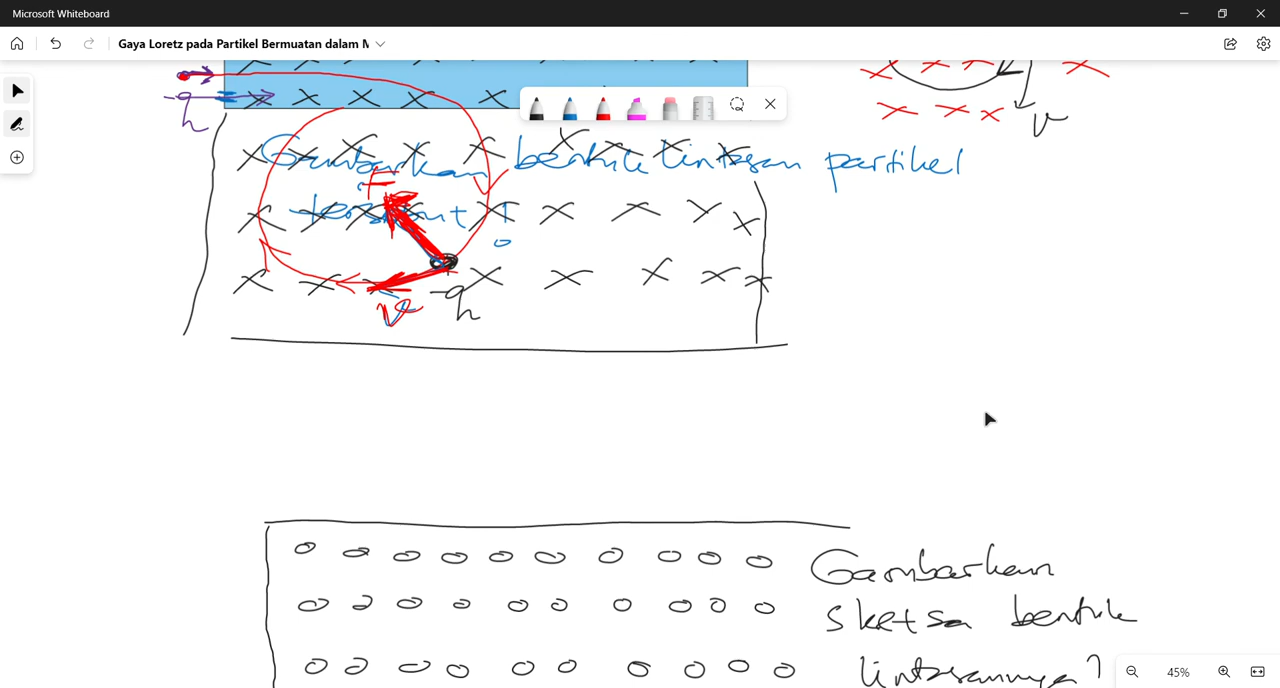 Microsoft Whiteboard
Gaya Loretz pada Partikel Bermuatan dalam M
-q
v
Gambarkan bentuk lintasan partikel
tersebut!
F
v
-q
Gambarkan
sketsa bentuk
lintasannya?
45%